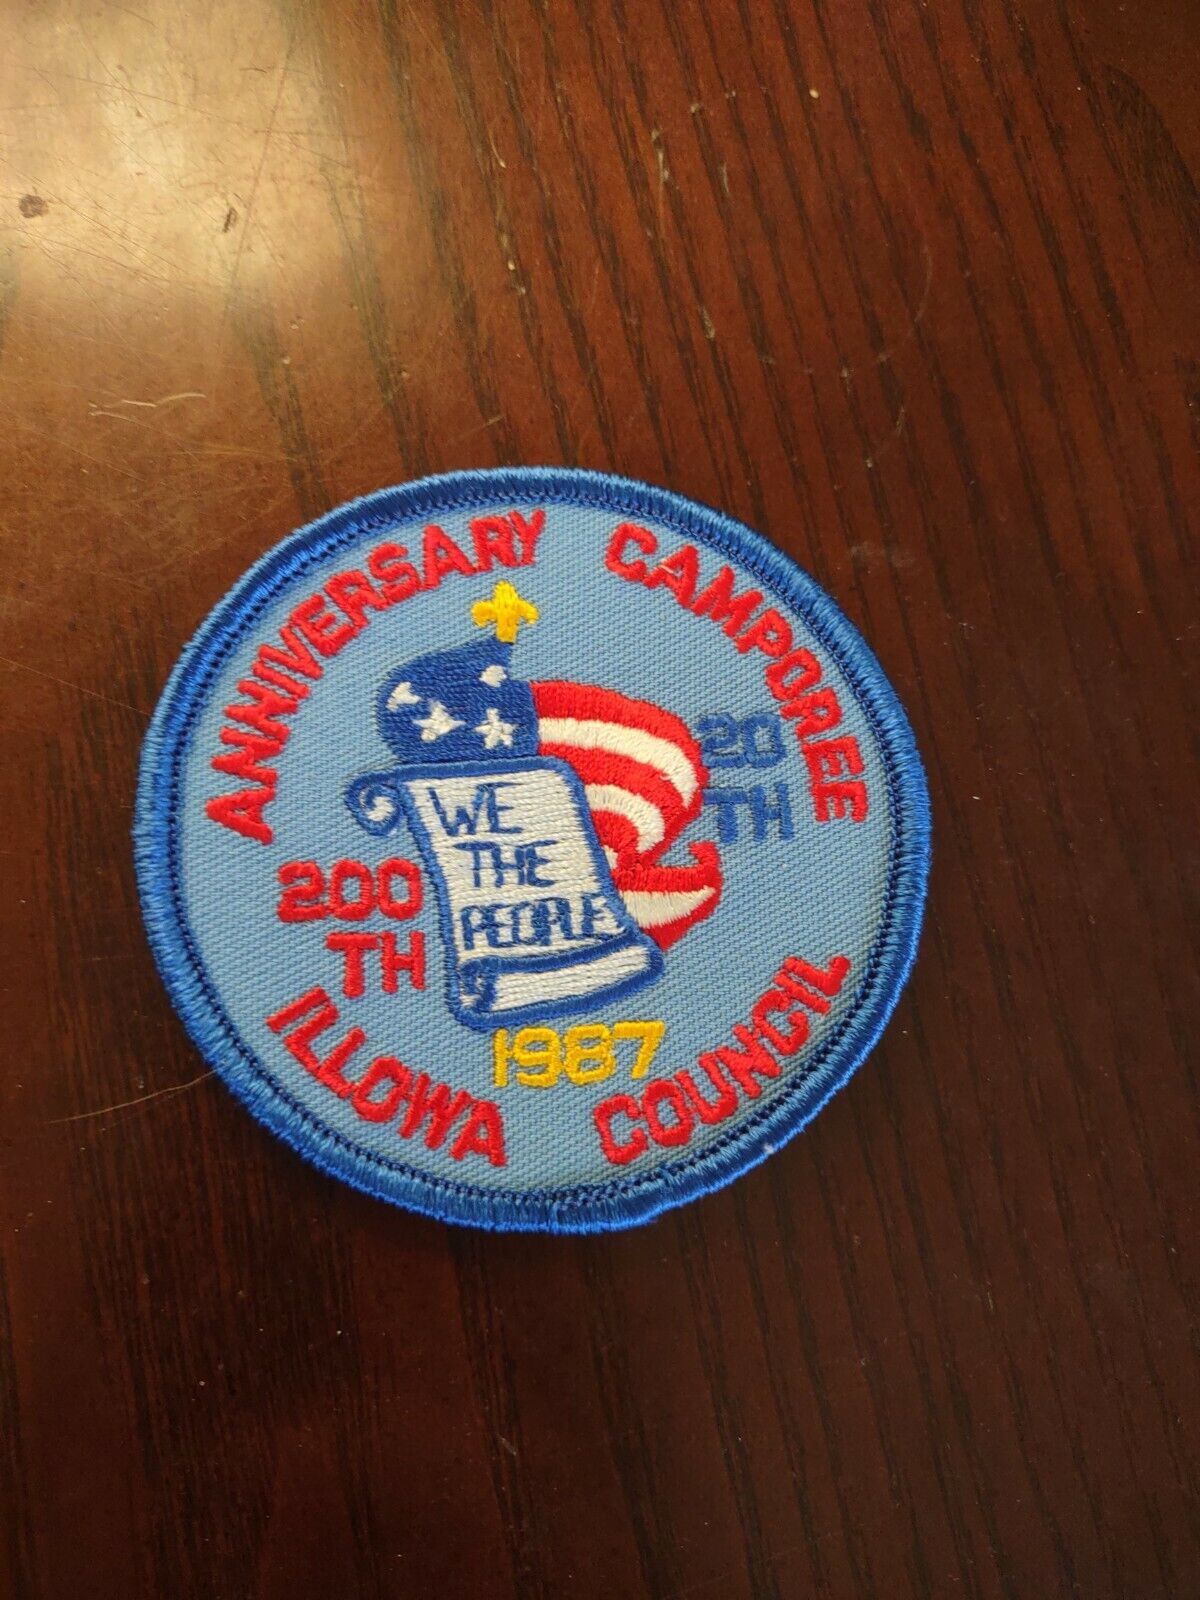 ANNIVERSARY CAMPOREE
20
TH
WE
THE
PEOPLE
200
TH
1987
ILLOWA COUNCIL